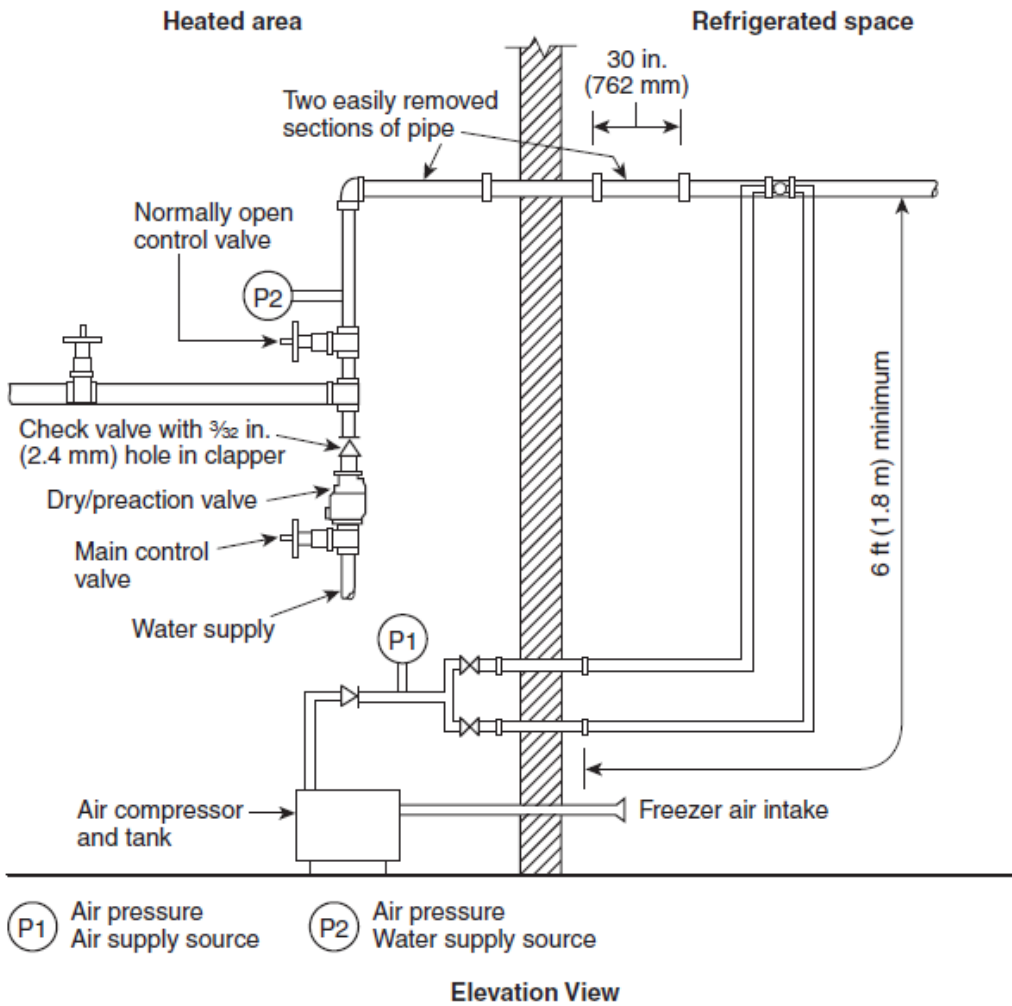 Heated area
Refrigerated space
30 in.
(762 mm)
Two easily removed
sections of pipe
Normally open
control valve
P2
Check valve with 3⁄32 in.
(2.4 mm) hole in clapper
Dry/preaction valve
Main control
valve
Water supply
P1
6 ft (1.8 m) minimum
Air compressor
and tank
Freezer air intake
P1
Air pressure
Air supply source
P2
Air pressure
Water supply source
Elevation View